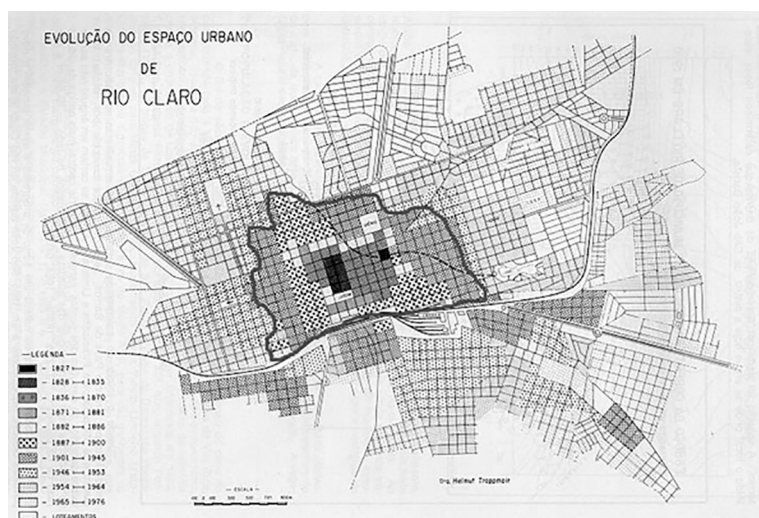 EVOLUÇÃO DO ESPAÇO URBANO
DE
RIO CLARO
— LEGENDA —
- 1827 ⊢
- 1828 ⊢ 1835
- 1836 ⊢ 1870
- 1871 ⊢ 1881
- 1882 ⊢ 1886
- 1887 ⊢ 1900
- 1901 ⊢ 1945
- 1946 ⊢ 1953
- 1954 ⊢ 1964
- 1965 ⊢ 1976
- LOTEAMENTOS
— ESCALA —
Helmut Troppmair